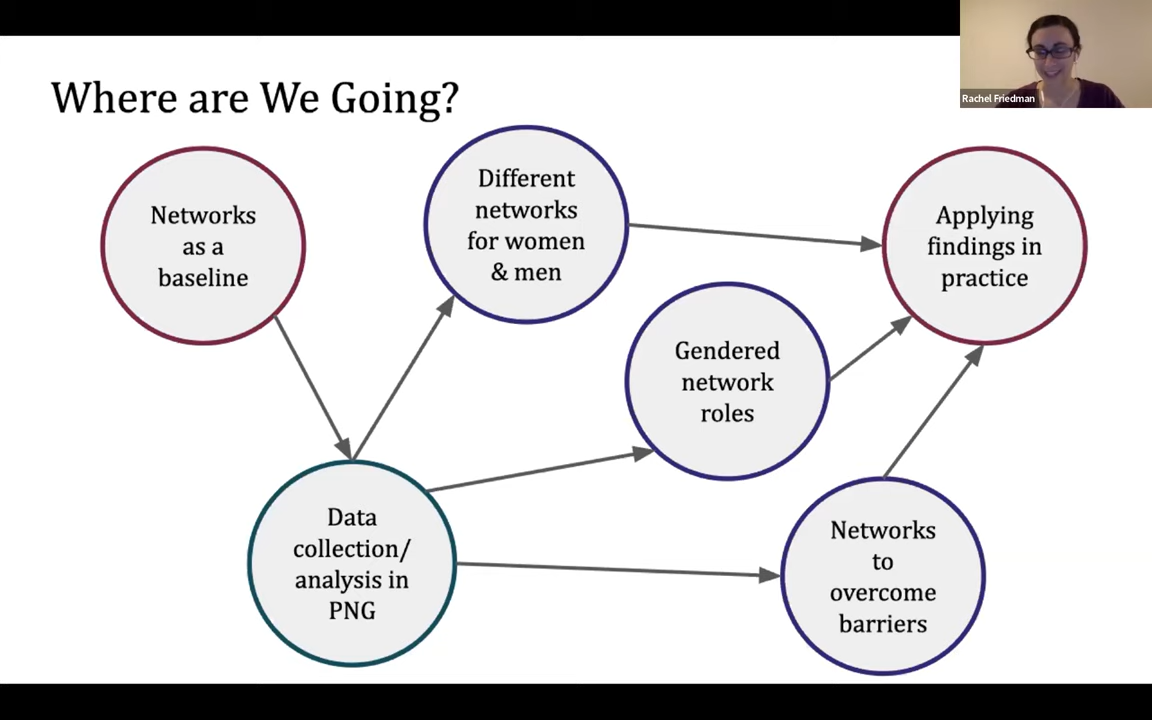 Where are We Going?
Rachel Friedman
Networks
as a
baseline
Different
networks
for women
& men
Applying
findings in
practice
Gendered
network
roles
Data
collection/
analysis in
PNG
Networks
to
overcome
barriers